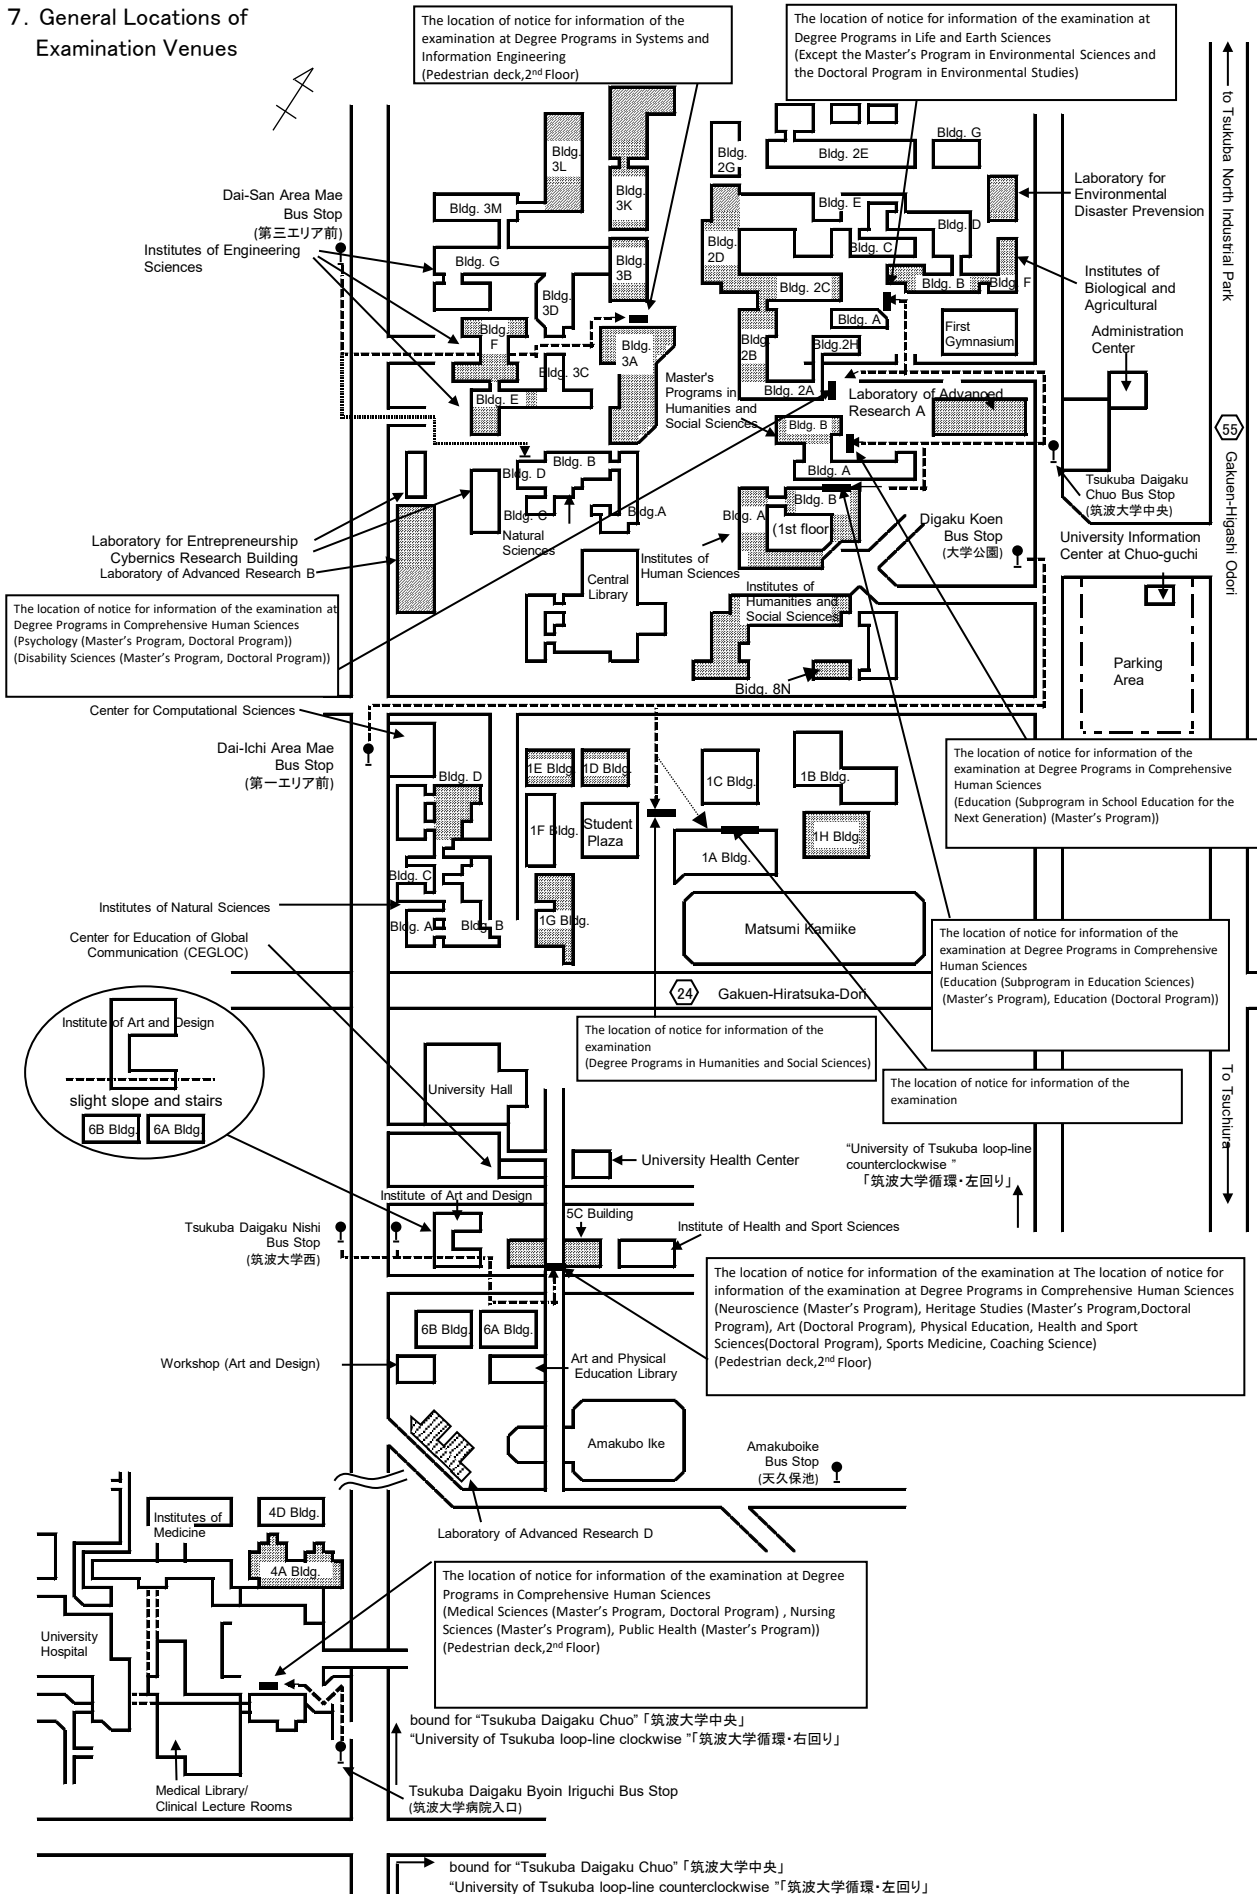 7. General Locations of
Examination Venues
The location of notice for information of the
examination at Degree Programs in Systems and
Information Engineering
(Pedestrian deck,2nd Floor)
The location of notice for information of the examination at
Degree Programs in Life and Earth Sciences
(Except the Master's Program in Environmental Sciences and
the Doctoral Program in Environmental Studies)
to Tsukuba North Industrial Park
Bldg.
3L
Bldg.
3K
Bldg.
2G
Bldg. 2E
Bldg. G
Dai-San Area Mae
Bus Stop
(第三エリア前)
Bldg. 3M
Bldg. E
Laboratory for
Environmental
Disaster Prevention
Institutes of Engineering
Sciences
Bldg. G
Bldg.
3B
Bldg.
2D
Bldg. C
Bldg. D
Bldg.
3D
Bldg. 2C
Bldg. B
Bldg. F
Institutes of
Biological and
Agricultural
Bldg.
F
Bldg.
3A
Bldg.
2B
Bldg. A
Bldg.2H
First
Gymnasium
Administration
Center
Bldg. 3C
Master's
Programs in
Humanities and
Social Sciences
Bldg. 2A
Laboratory of Advanced
Research A
Bldg. E
Bldg. B
55
Gakuen-Higashi Odori
Bldg. B
Bldg. D
Bldg. A
Tsukuba Daigaku
Chuo Bus Stop
(筑波大学中央)
Bldg. C
Bldg.A
Natural
Sciences
Bldg. A
Bldg. B
(1st floor)
Digaku Koen
Bus Stop
(大学公園)
University Information
Center at Chuo-guchi
Laboratory for Entrepreneurship
Cybernics Research Building
Laboratory of Advanced Research B
Institutes of
Human Sciences
Central
Library
Institutes of
Humanities and
Social Sciences
The location of notice for information of the examination at
Degree Programs in Comprehensive Human Sciences
(Psychology (Master's Program, Doctoral Program))
(Disability Sciences (Master's Program, Doctoral Program))
Parking
Area
Bidg. 8N
Center for Computational Sciences
Dai-Ichi Area Mae
Bus Stop
(第一エリア前)
Bldg. D
1E Bldg.
1D Bldg.
1C Bldg.
1B Bldg.
The location of notice for information of the
examination at Degree Programs in Comprehensive
Human Sciences
(Education (Subprogram in School Education for the
Next Generation) (Master's Program))
1F Bldg.
Student
Plaza
1A Bldg.
1H Bldg.
Bldg. C
Institutes of Natural Sciences
Bldg. A
Bldg. B
1G Bldg.
Matsumi Kamiike
Center for Education of Global
Communication (CEGLOC)
The location of notice for information of the
examination at Degree Programs in Comprehensive
Human Sciences
(Education (Subprogram in Education Sciences)
(Master's Program), Education (Doctoral Program))
24
Gakuen-Hiratsuka-Dori
Institute of Art and Design
slight slope and stairs
6B Bldg.
6A Bldg.
The location of notice for information of the
examination
(Degree Programs in Humanities and Social Sciences)
The location of notice for information of the
examination
To Tsuchiura
University Hall
University Health Center
"University of Tsukuba loop-line
counterclockwise "
「筑波大学循環・左回り」
Institute of Art and Design
5C Building
Institute of Health and Sport Sciences
Tsukuba Daigaku Nishi
Bus Stop
(筑波大学西)
The location of notice for information of the examination at The location of notice for
information of the examination at Degree Programs in Comprehensive Human Sciences
(Neuroscience (Master's Program), Heritage Studies (Master's Program,Doctoral
Program), Art (Doctoral Program), Physical Education, Health and Sport
Sciences(Doctoral Program), Sports Medicine, Coaching Science)
(Pedestrian deck,2nd Floor)
6B Bldg.
6A Bldg.
Workshop (Art and Design)
Art and Physical
Education Library
Amakubo Ike
Amakuboike
Bus Stop
(天久保池)
Institutes of
Medicine
4D Bldg.
Laboratory of Advanced Research D
4A Bldg.
The location of notice for information of the examination at Degree
Programs in Comprehensive Human Sciences
(Medical Sciences (Master's Program, Doctoral Program) , Nursing
Sciences (Master's Program), Public Health (Master's Program))
(Pedestrian deck,2nd Floor)
University
Hospital
bound for "Tsukuba Daigaku Chuo" 「筑波大学中央」
"University of Tsukuba loop-line clockwise "「筑波大学循環・右回り」
Medical Library/
Clinical Lecture Rooms
Tsukuba Daigaku Byoin Iriguchi Bus Stop
(筑波大学病院入口)
bound for "Tsukuba Daigaku Chuo" 「筑波大学中央」
"University of Tsukuba loop-line counterclockwise "「筑波大学循環・左回り」